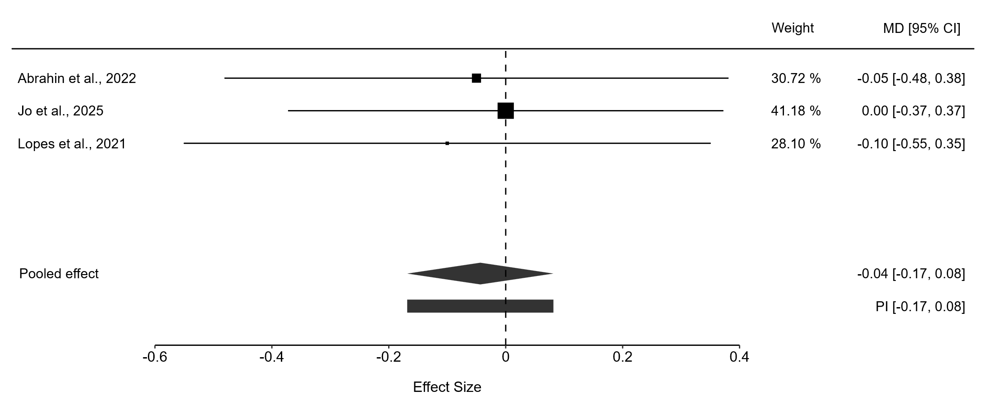 Weight MD [95% CI]
Abrahin et al., 2022 30.72 % -0.05 [-0.48, 0.38]
Jo et al., 2025 41.18 % 0.00 [-0.37, 0.37]
Lopes et al., 2021 28.10 % -0.10 [-0.55, 0.35]
Pooled effect -0.04 [-0.17, 0.08]
PI [-0.17, 0.08]
-0.6 -0.4 -0.2 0 0.2 0.4
Effect Size